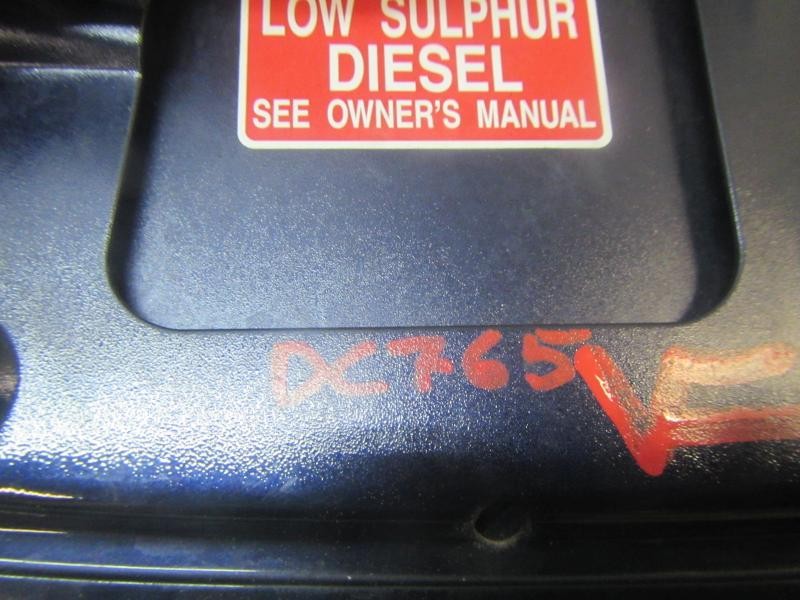 LOW SULPHUR
DIESEL
SEE OWNER'S MANUAL
DC765